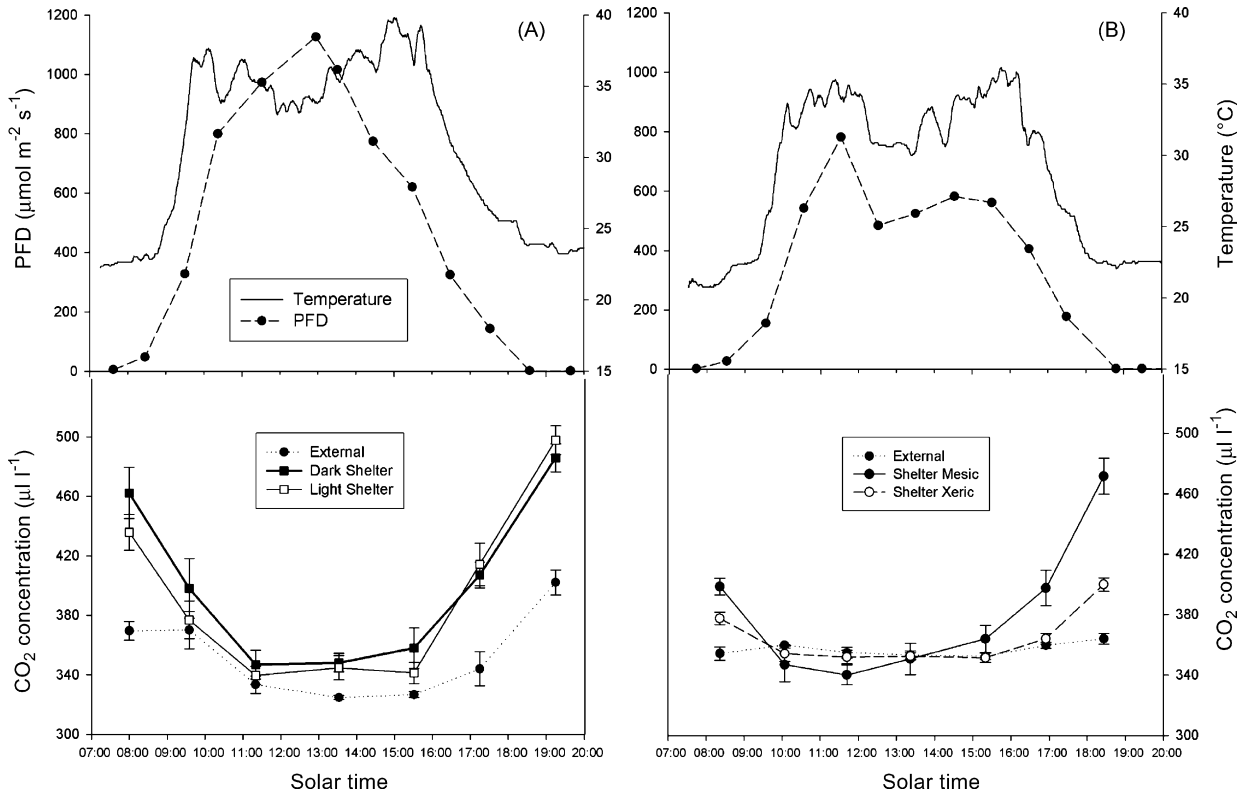 (A)
(B)
1200
1000
800
600
400
200
0
PFD (µmol m-2 s-1)
40
35
30
25
20
15
Temperature
PFD
1200
1000
800
600
400
200
0
40
35
30
25
20
15
Temperature (°C)
500
460
420
380
340
300
CO2 concentration (µl l-1)
External
Dark Shelter
Light Shelter
07:00 08:00 09:00 10:00 11:00 12:00 13:00 14:00 15:00 16:00 17:00 18:00 19:00 20:00
Solar time
External
Shelter Mesic
Shelter Xeric
500
460
420
380
340
300
CO2 concentration (µl l-1)
07:00 08:00 09:00 10:00 11:00 12:00 13:00 14:00 15:00 16:00 17:00 18:00 19:00 20:00
Solar time